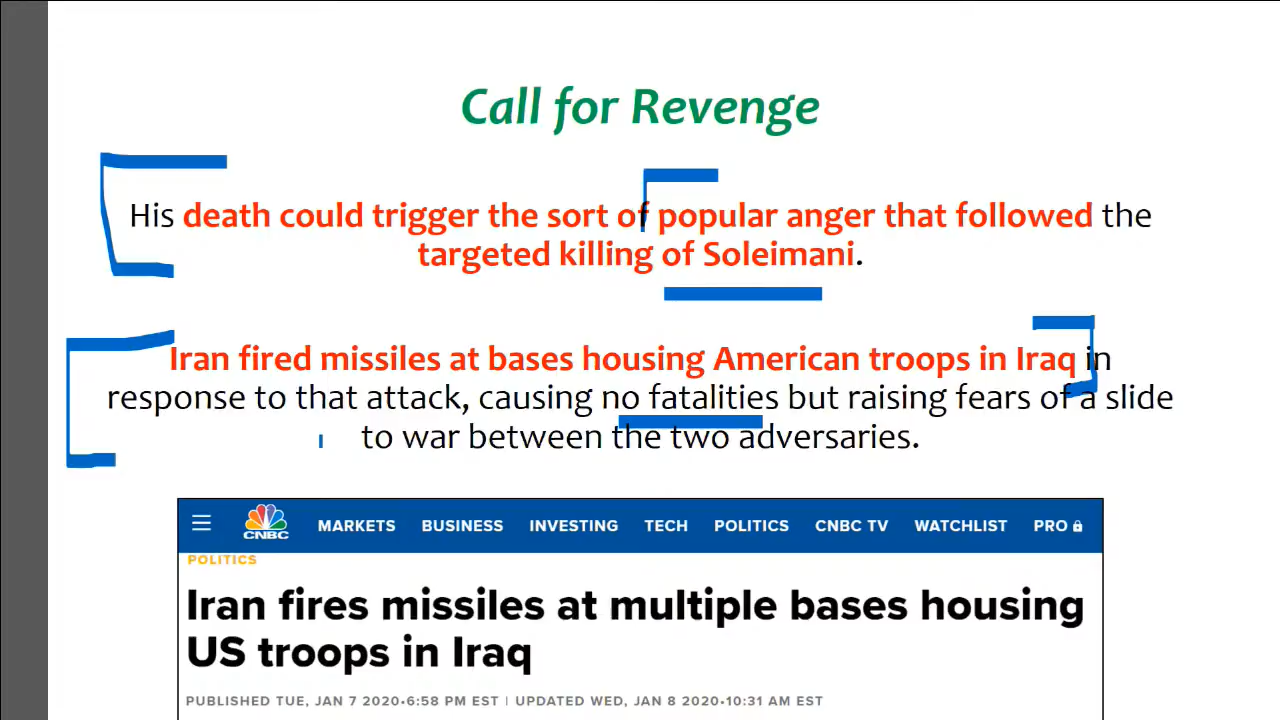 Call for Revenge
His death could trigger the sort of popular anger that followed the
targeted killing of Soleimani.
Iran fired missiles at bases housing American troops in Iraq in
response to that attack, causing no fatalities but raising fears of a slide
to war between the two adversaries.
CNBC MARKETS BUSINESS INVESTING TECH POLITICS CNBC TV WATCHLIST PRO
POLITICS
Iran fires missiles at multiple bases housing
US troops in Iraq
PUBLISHED TUE, JAN 7 2020•6:58 PM EST | UPDATED WED, JAN 8 2020•10:31 AM EST